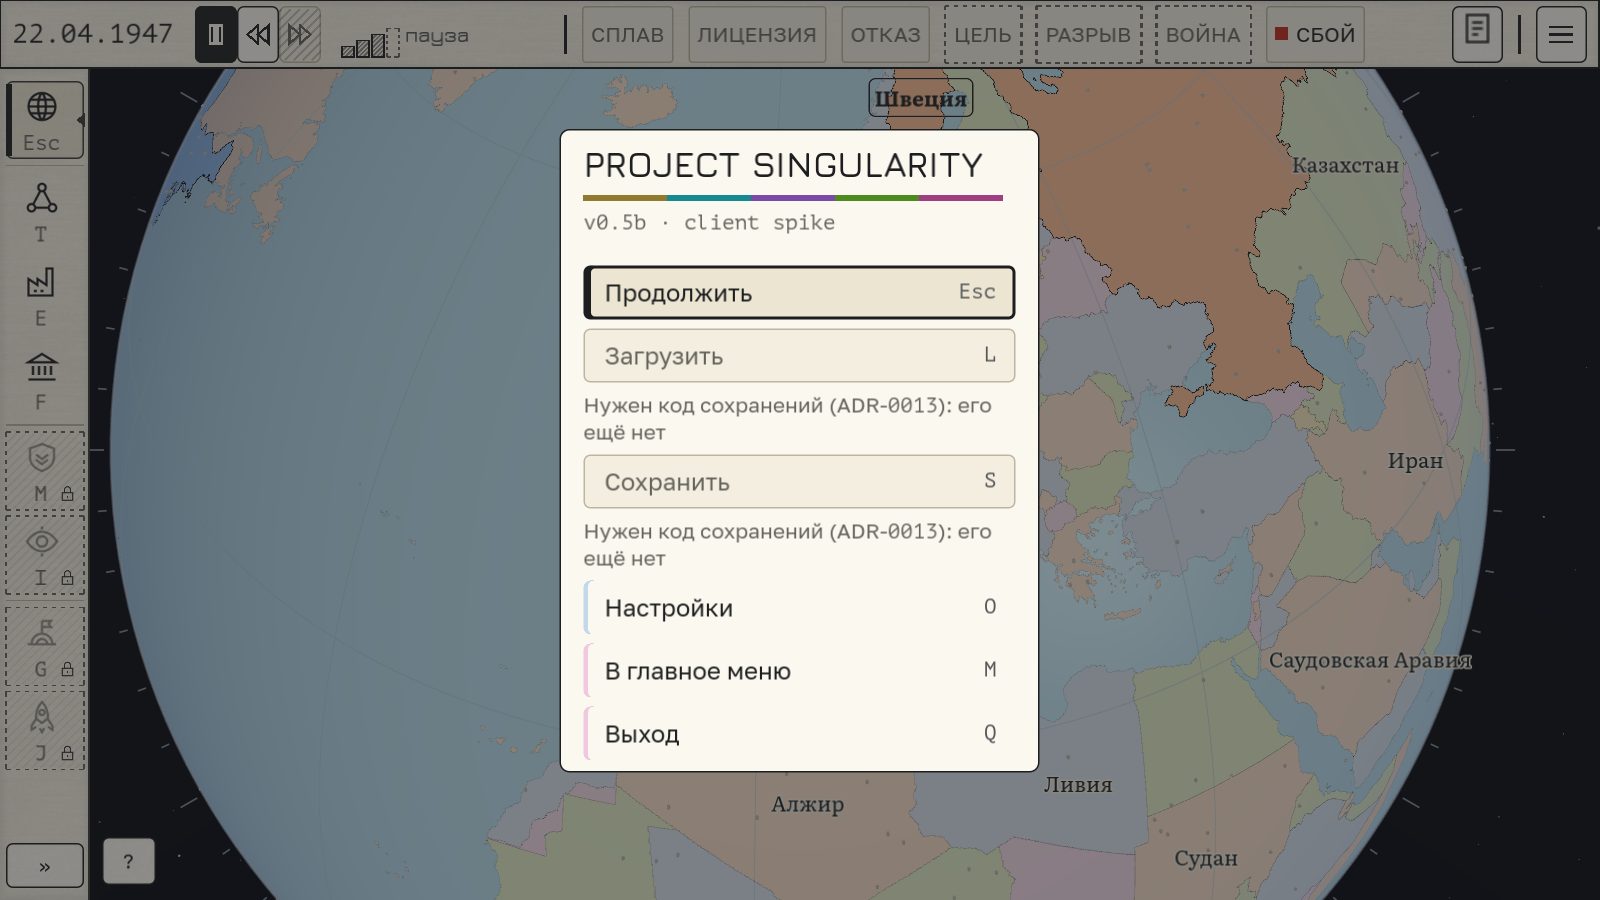 22.04.1947
пауза
СПЛАВ
ЛИЦЕНЗИЯ
ОТКАЗ
ЦЕЛЬ
РАЗРЫВ
ВОЙНА
СБОЙ
Esc
T
E
F
M
I
G
J
»
?
Швеция
Казахстан
Иран
Саудовская Аравия
Ливия
Алжир
Судан
PROJECT SINGULARITY
v0.5b · client spike
Продолжить Esc
Загрузить L
Нужен код сохранений (ADR-0013): его
ещё нет
Сохранить S
Нужен код сохранений (ADR-0013): его
ещё нет
Настройки O
В главное меню M
Выход Q